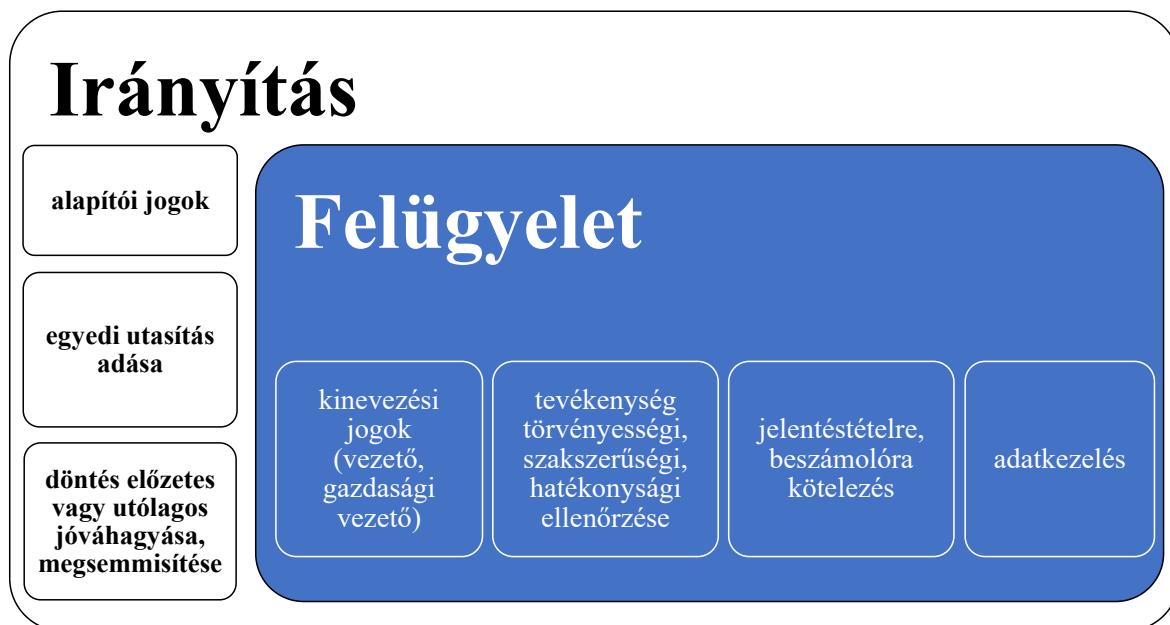 Irányítás
alapítói jogok
egyedi utasítás
adása
döntés előzetes
vagy utólagos
jóváhagyása,
megsemmisítése
Felügyelet
kinevezési
jogok
(vezető,
gazdasági
vezető)
tevékenység
törvényességi,
szakszerűségi,
hatékonysági
ellenőrzése
jelentéstételre,
beszámolóra
kötelezés
adatkezelés